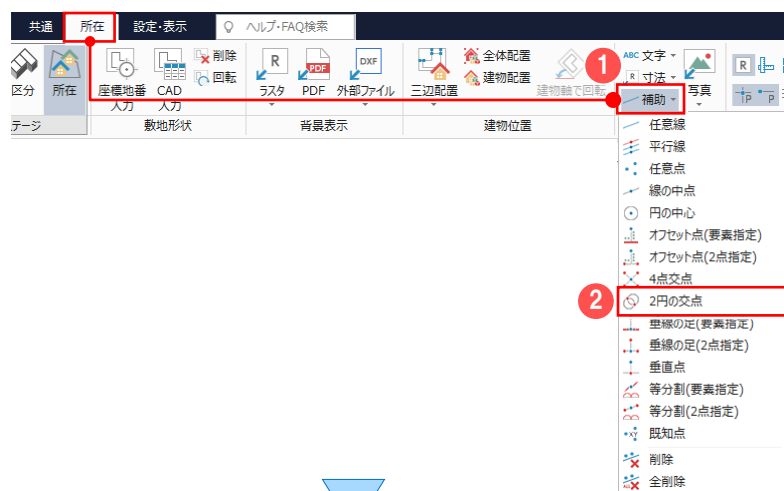 共通 所在 設定・表示 ヘルプ・FAQ検索
区分 所在 座標地番入力 CAD入力 削除 回転 R ラスタ PDF PDF DXF 外部ファイル 三辺配置 全体配置 建物配置 建物軸で回転 1 ABC 文字 R 寸法 補助 写真 R IP P
テージ 敷地形状 背景表示 建物位置
任意線
平行線
任意点
線の中点
円の中心
オフセット点(要素指定)
オフセット点(2点指定)
4点交点
2 2円の交点
垂線の足(要素指定)
垂線の足(2点指定)
垂直点
等分割(要素指定)
等分割(2点指定)
XY 既知点
削除
ALL 全削除